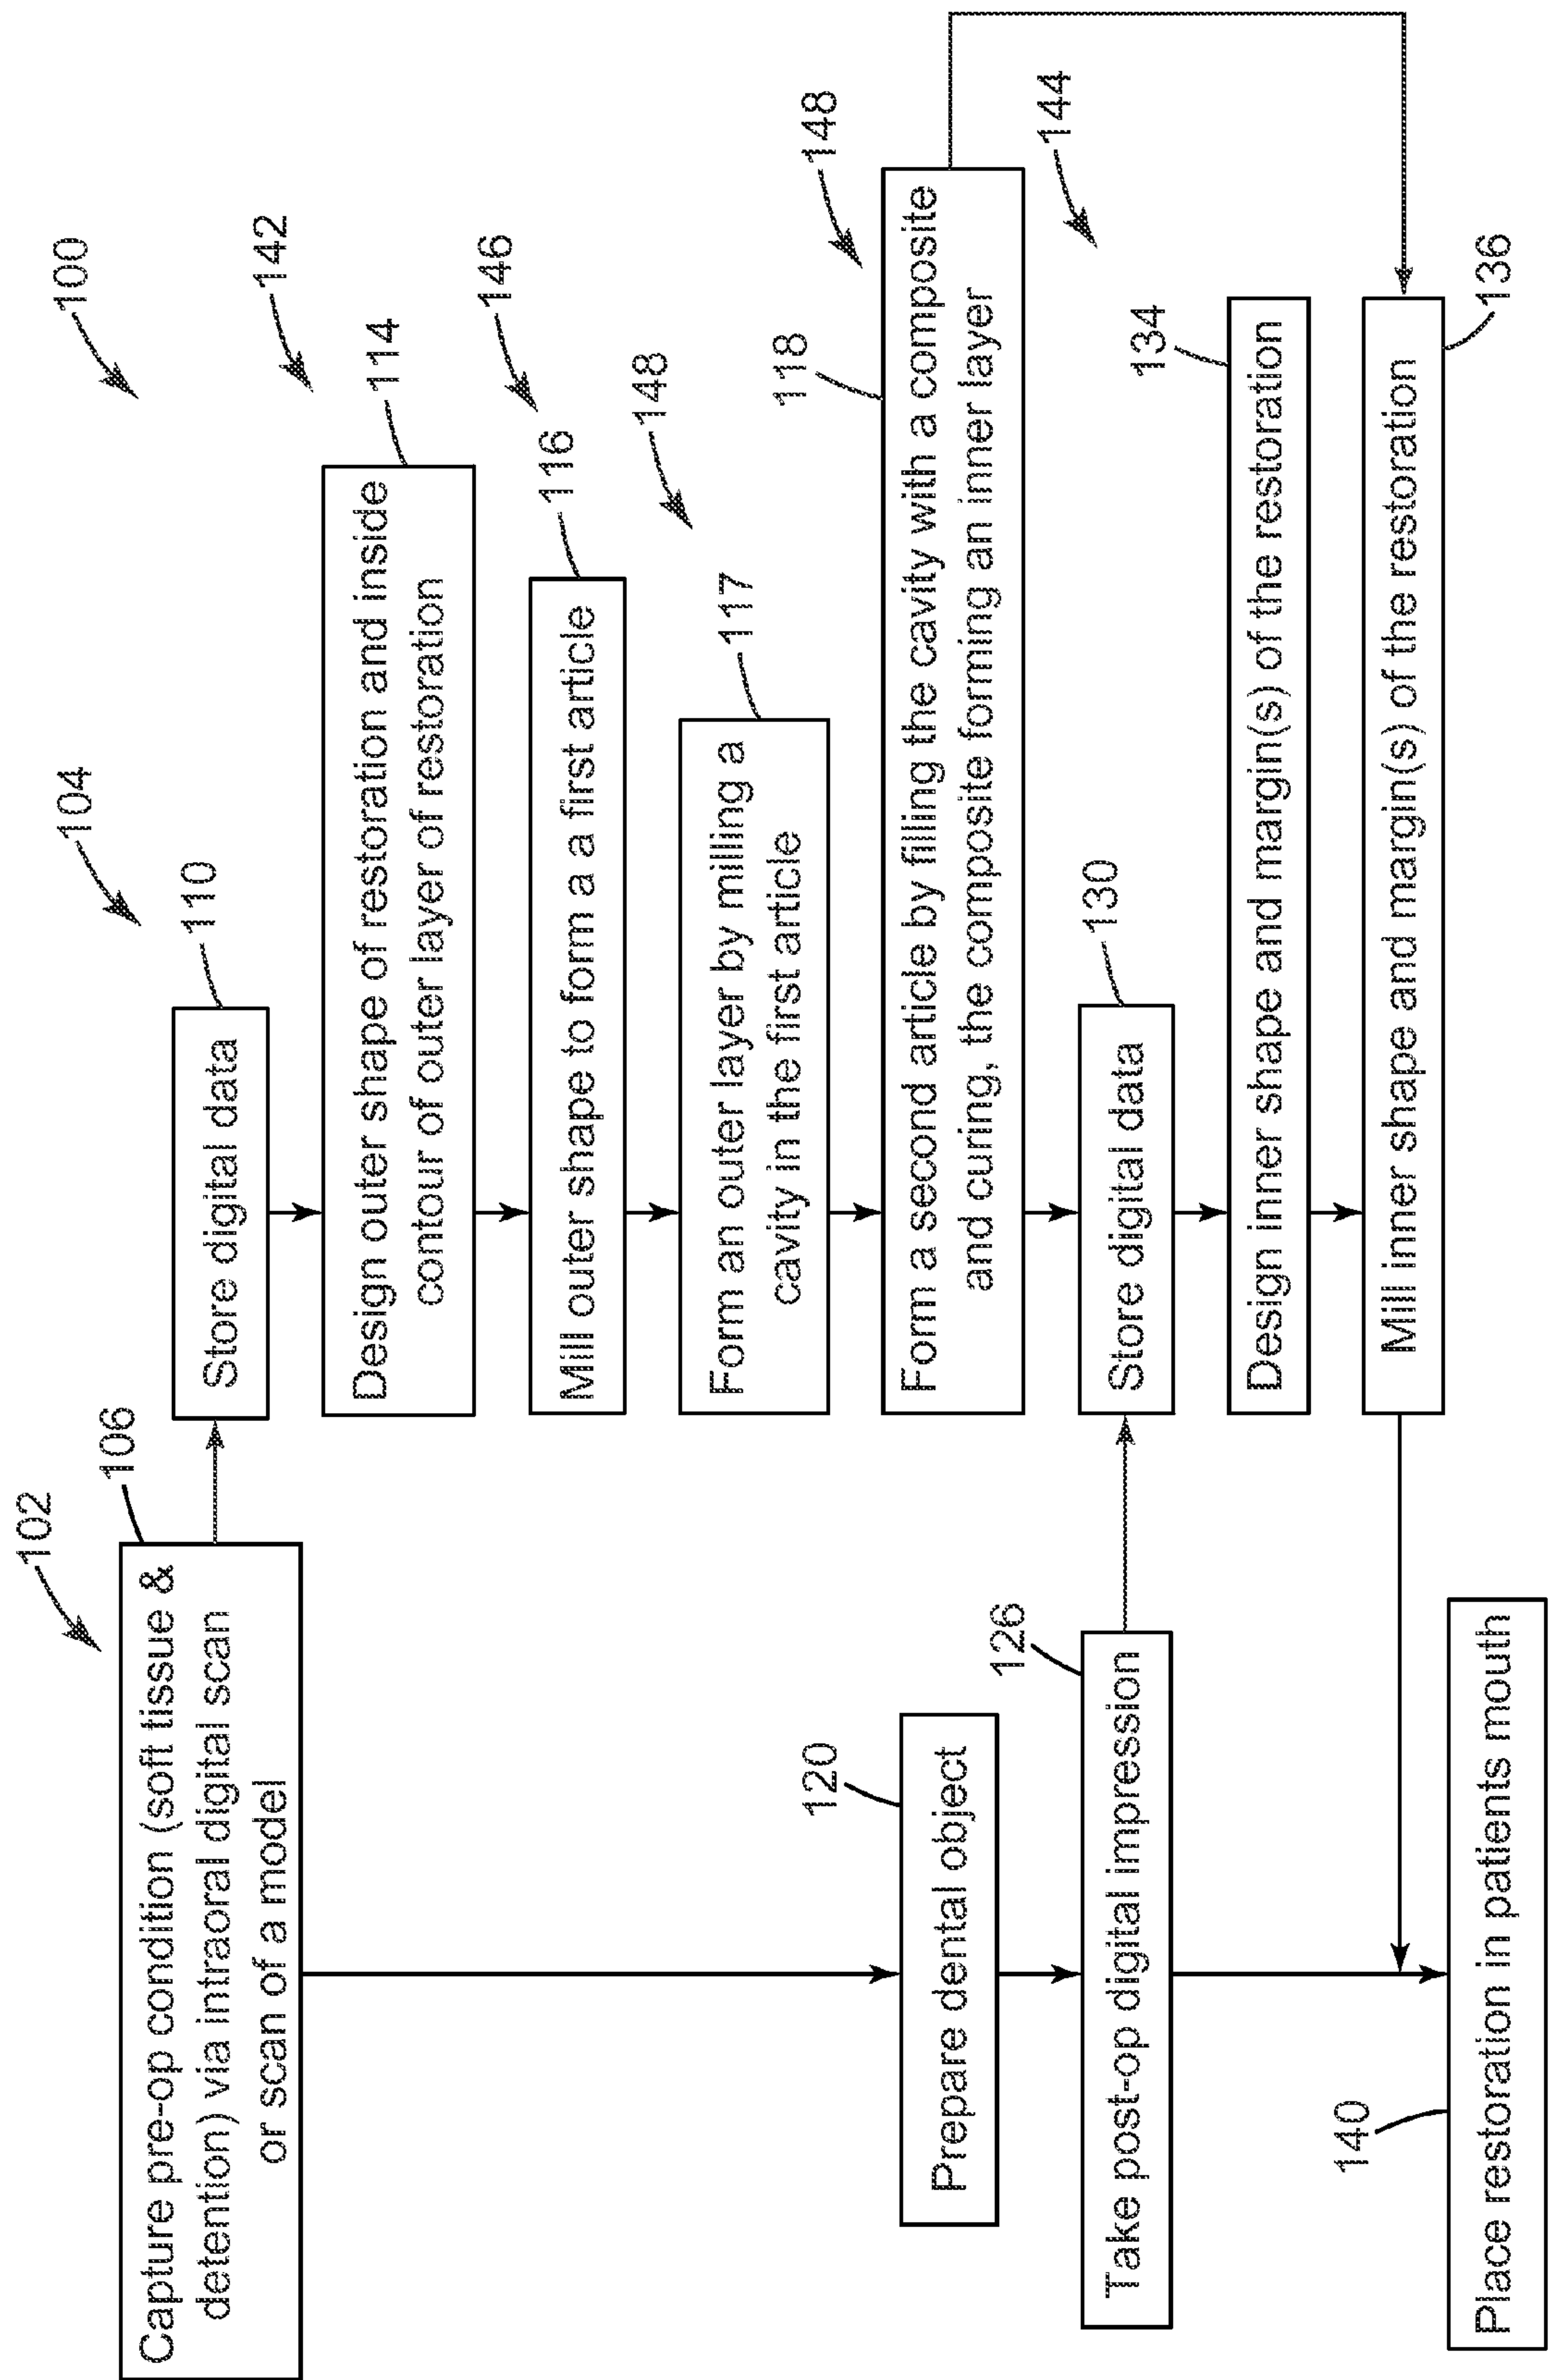 100
102
104
106
Capture pre-op condition (soft tissue &
detention) via intraoral digital scan
or scan of a model
110
Store digital data
142
114
Design outer shape of restoration and inside
contour of outer layer of restoration
146
116
Mill outer shape to form a a first article
148
117
Form an outer layer by milling a
cavity in the first article
148
118
Form a second article by filling the cavity with a composite
and curing, the composite forming an inner layer
120
Prepare dental object
126
Take post-op digital impression
130
Store digital data
144
134
Design inner shape and margin(s) of the restoration
136
Mill inner shape and margin(s) of the restoration
140
Place restoration in patients mouth